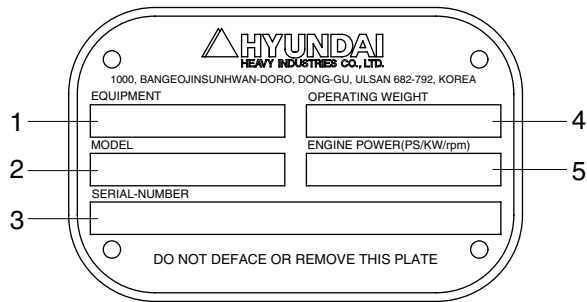 HYUNDAI
HEAVY INDUSTRIES CO., LTD.
1000, BANGEOJINSUNHWAN-DORO, DONG-GU, ULSAN 682-792, KOREA
EQUIPMENT OPERATING WEIGHT
1 4
MODEL ENGINE POWER(PS/KW/rpm)
2 5
SERIAL-NUMBER
3
DO NOT DEFACE OR REMOVE THIS PLATE